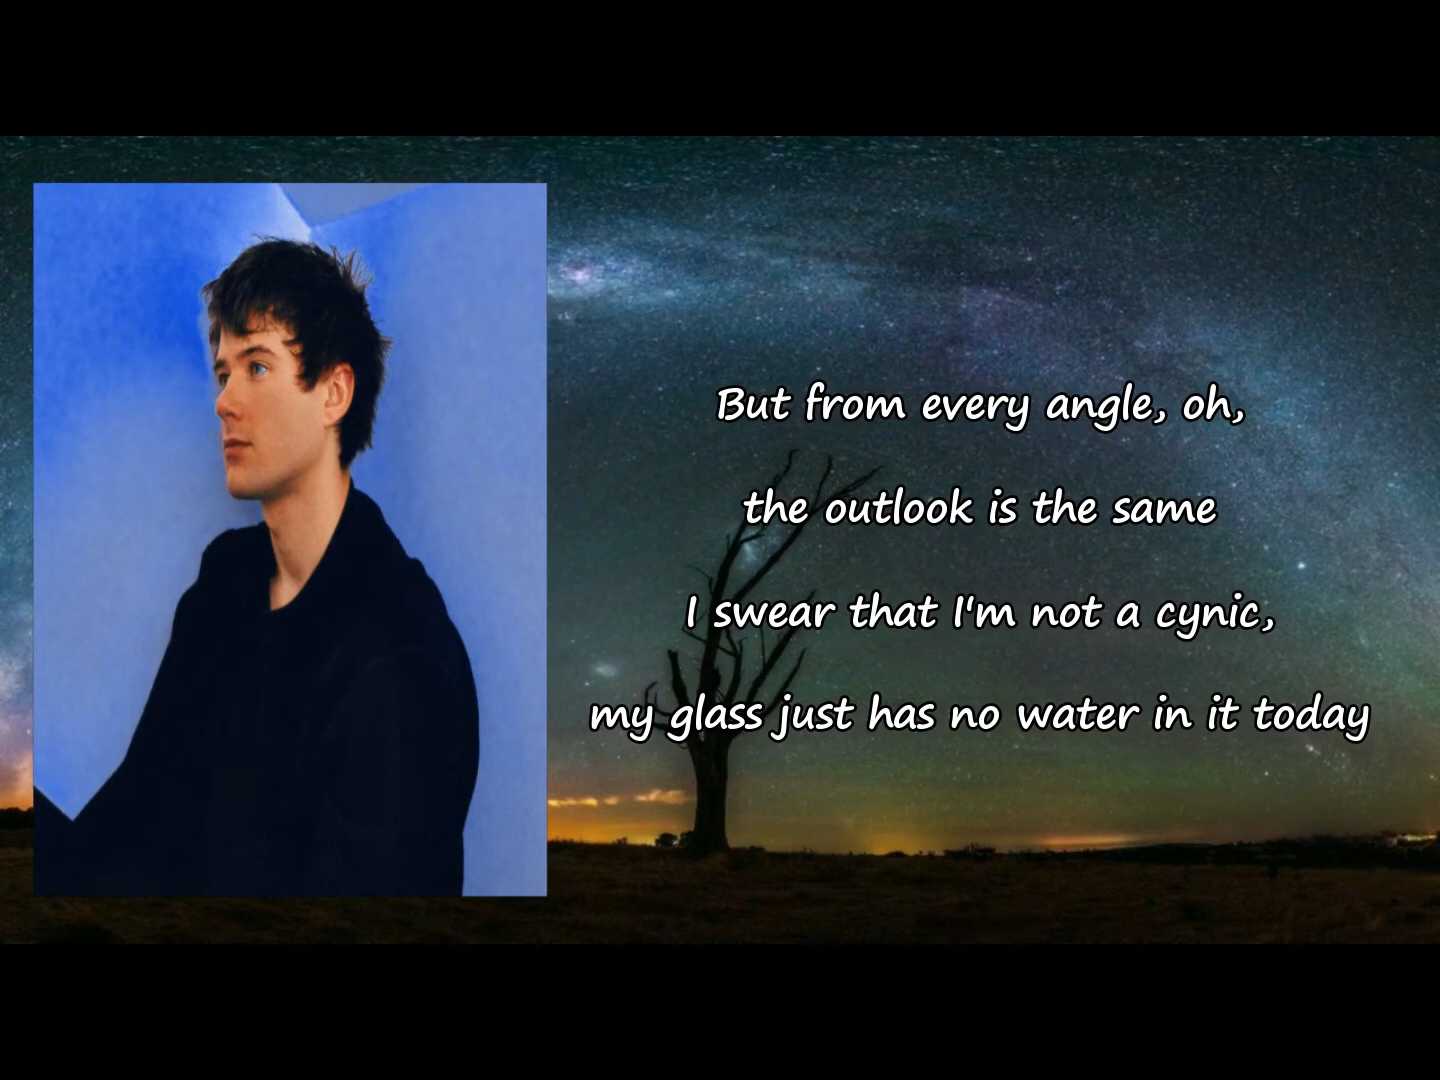 But from every angle, oh,
the outlook is the same
I swear that I'm not a cynic,
my glass just has no water in it today